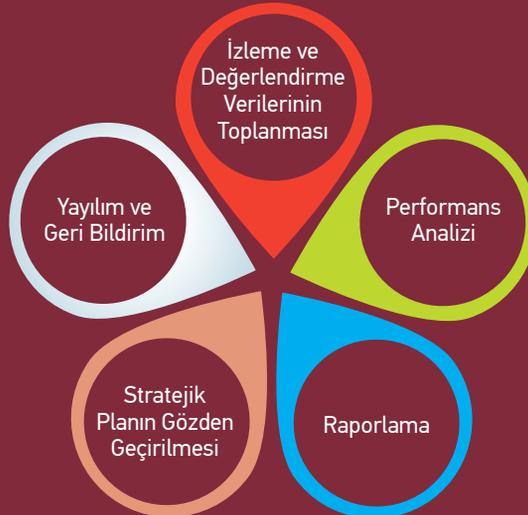 İzleme ve
Değerlendirme
Verilerinin
Toplanması
Performans
Analizi
Raporlama
Stratejik
Planın Gözden
Geçirilmesi
Yayılım ve
Geri Bildirim